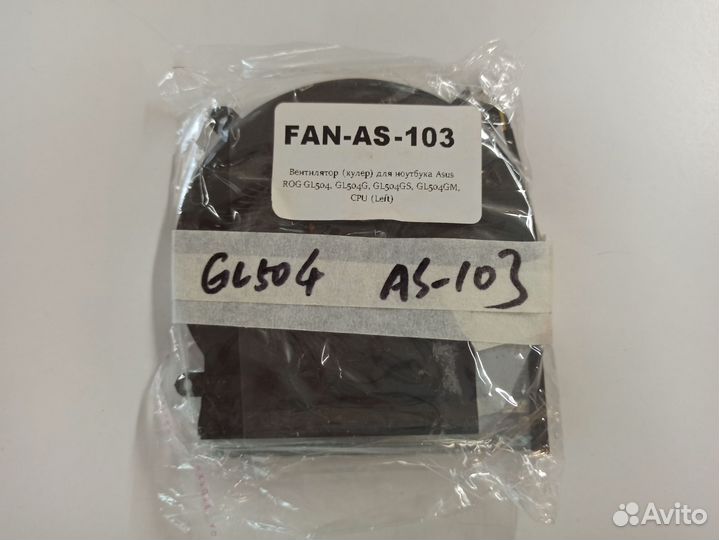 FAN-AS-103
Вентилятор (кулер) для ноутбука Asus
ROG GL504, GL504G, GL504GS, GL504GM,
CPU (Left)
GL504 AS-103
Avito